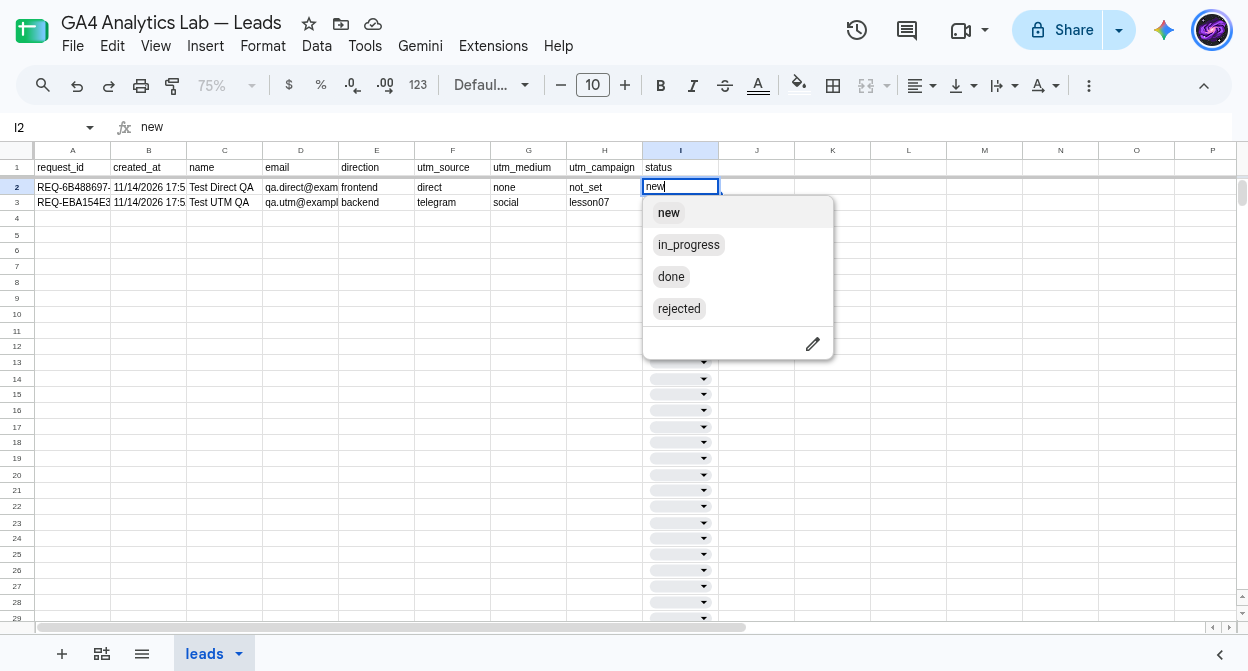 GA4 Analytics Lab — Leads
File Edit View Insert Format Data Tools Gemini Extensions Help
Share
75% $ % .0 .00 123 Defaul... 10 B I S A A
I2 fx new
A B C D E F G H I J K L M N O P
1 request_id created_at name email direction utm_source utm_medium utm_campaign status
2 REQ-6B488697- 11/14/2026 17:5 Test Direct QA qa.direct@exam frontend direct none not_set new
3 REQ-EBA154E3 11/14/2026 17:5 Test UTM QA qa.utm@exampl backend telegram social lesson07
new
in_progress
done
rejected
4
5
6
7
8
9
10
11
12
13
14
15
16
17
18
19
20
21
22
23
24
25
26
27
28
29
leads